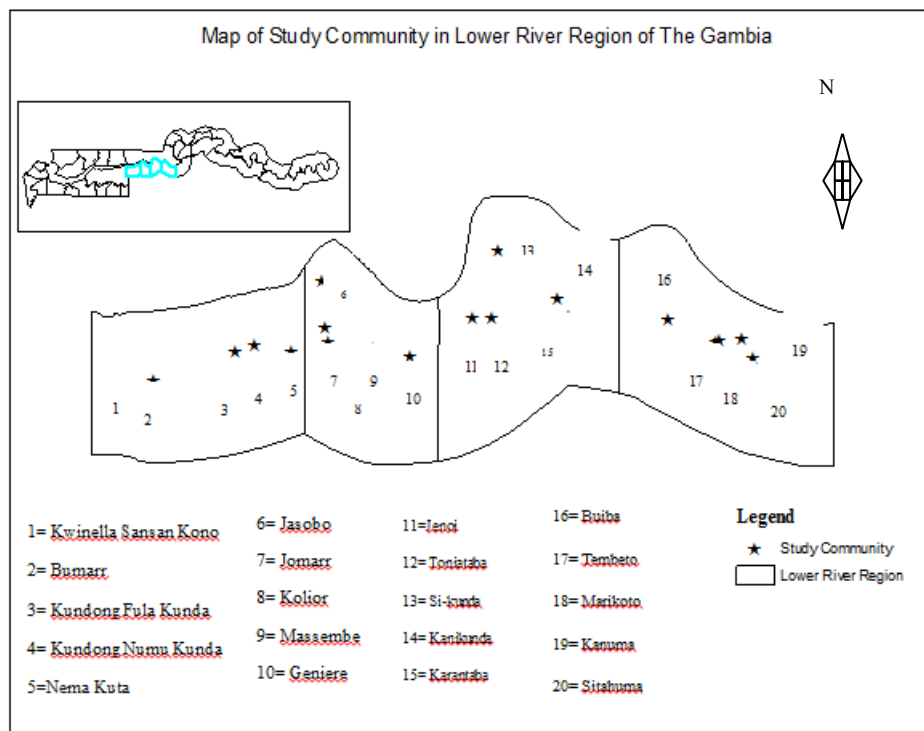 Map of Study Community in Lower River Region of The Gambia
N
13
14
6
16
11
12
15
19
1
2
3
4
5
7
8
9
10
17
18
20
1= Kwinella Sansan Kono
2= Bumarr
3= Kundong Fula Kunda
4= Kundong Numu Kunda
5=Nema Kuta
6= Jasobo
7= Jomarr
8= Kolior
9= Massembe
10= Geniere
11=Jenoi
12= Toniataba
13= Si-kunda
14= Kanikunda
15= Karantaba
16= Buiba
17= Tembeto
18= Marikoto
19= Kanuma
20= Sitahuma
Legend
Study Community
Lower River Region